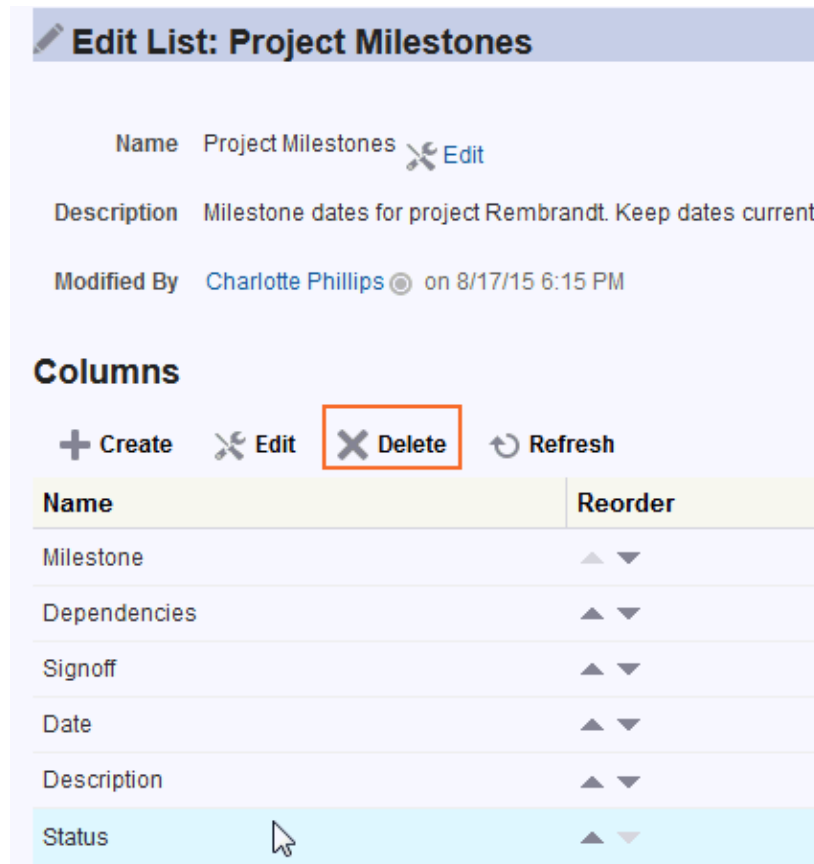 Edit List: Project Milestones
Name Project Milestones Edit
Description Milestone dates for project Rembrandt. Keep dates current
Modified By Charlotte Phillips on 8/17/15 6:15 PM
Columns
Create Edit Delete Refresh
Name Reorder
Milestone
Dependencies
Signoff
Date
Description
Status